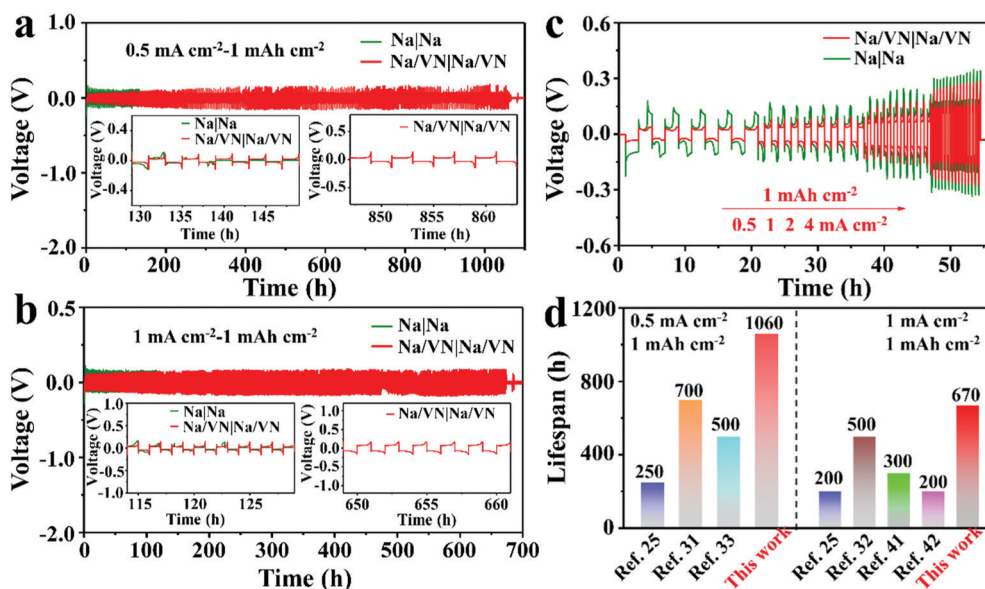 a
1.0
0.0
-1.0
-2.0
Voltage (V)
0.5 mA cm⁻²-1 mAh cm⁻²
Na|Na
Na/VN|Na/VN
0.4
0.0
-0.4
Voltage (V)
Na|Na
Na/VN|Na/VN
130 135 140 145
Time (h)
0.5
0.0
-0.5
Voltage (V)
Na/VN|Na/VN
850 855 860
Time (h)
0 200 400 600 800 1000
Time (h)
b
0.5
0.0
-1.0
-2.0
Voltage (V)
1 mA cm⁻²-1 mAh cm⁻²
Na|Na
Na/VN|Na/VN
1.0
0.5
0.0
-0.5
-1.0
Voltage (V)
Na|Na
Na/VN|Na/VN
115 120 125
Time (h)
1.0
0.5
0.0
-0.5
-1.0
Voltage (V)
Na/VN|Na/VN
650 655 660
Time (h)
0 100 200 300 400 500 600 700
Time (h)
c
0.6
0.3
0.0
-0.3
-0.6
Voltage (V)
Na/VN|Na/VN
Na|Na
1 mAh cm⁻²
0.5 1 2 4 mA cm⁻²
0 10 20 30 40 50
Time (h)
d
1200
800
400
0
Lifespan (h)
0.5 mA cm⁻²
1 mAh cm⁻²
1 mA cm⁻²
1 mAh cm⁻²
250
700
500
1060
200
500
300
200
670
Ref. 25
Ref. 31
Ref. 33
This work
Ref. 25
Ref. 32
Ref. 41
Ref. 42
This work